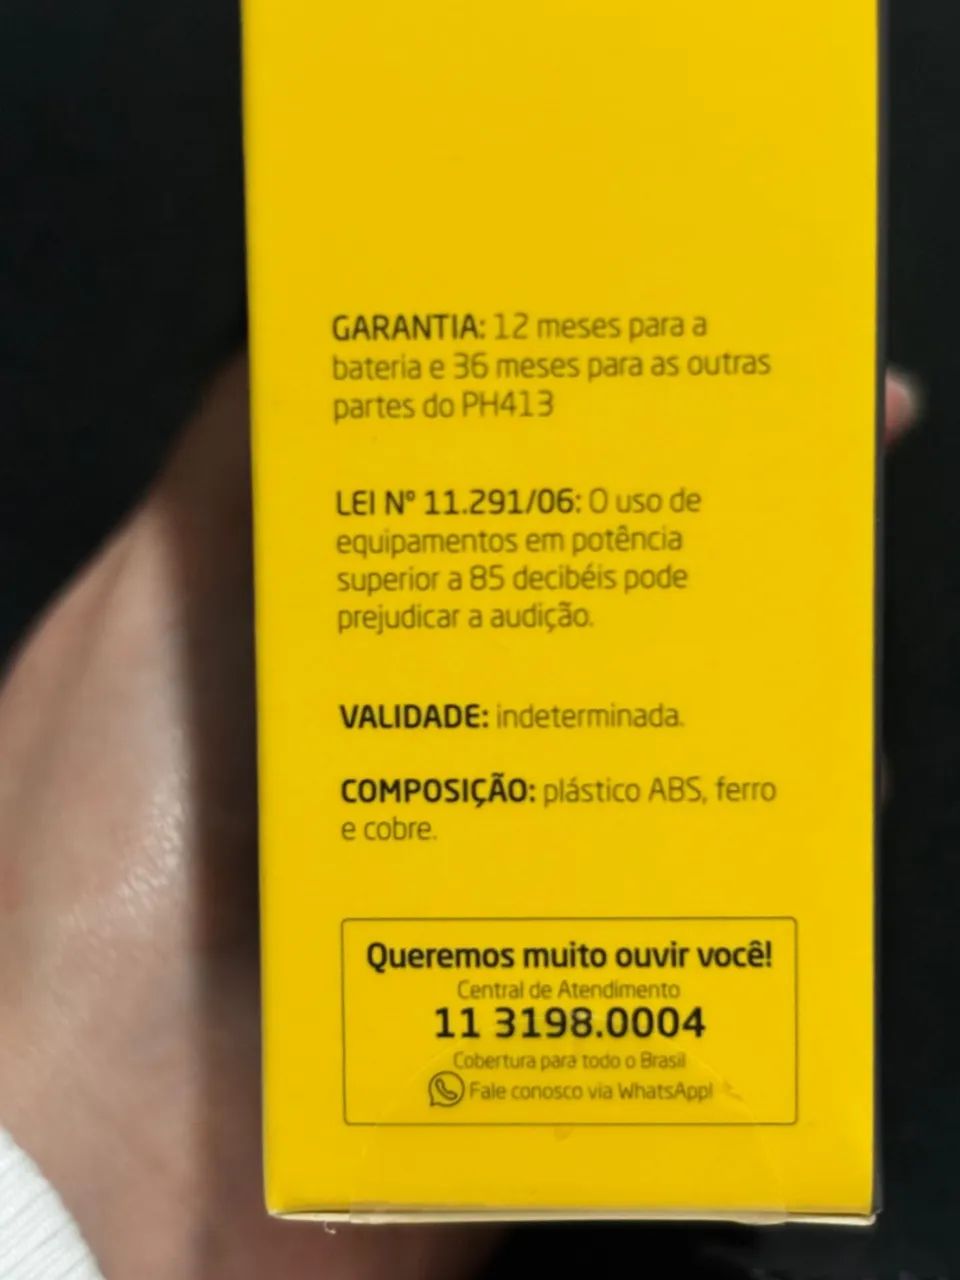 GARANTIA: 12 meses para a
bateria e 36 meses para as outras
partes do PH413
LEI Nº 11.291/06: O uso de
equipamentos em potência
superior a 85 decibéis pode
prejudicar a audição.
VALIDADE: indeterminada.
COMPOSIÇÃO: plástico ABS, ferro
e cobre.
Queremos muito ouvir você!
Central de Atendimento
11 3198.0004
Cobertura para todo o Brasil
Fale conosco via WhatsApp!